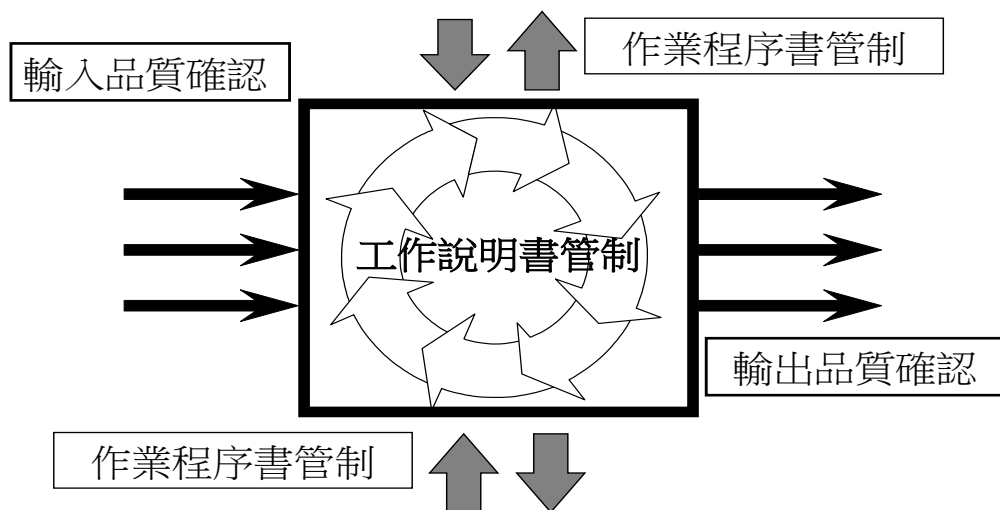 作業程序書管制
輸入品質確認
工作說明書管制
輸出品質確認
作業程序書管制